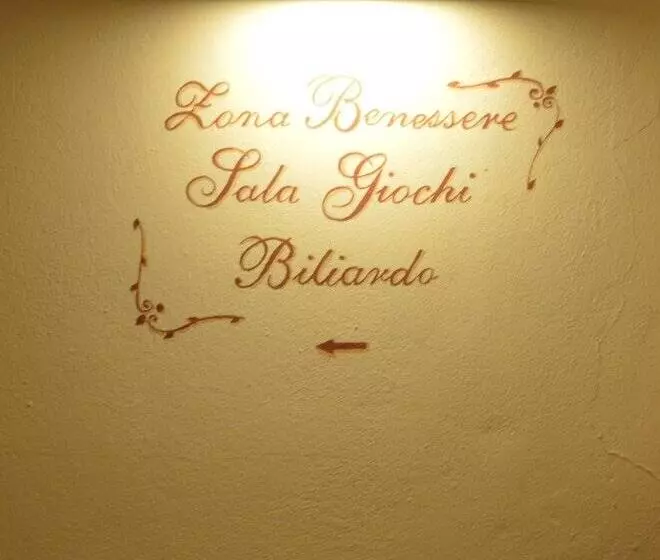 Zona Benessere
Sala Giochi
Biliardo